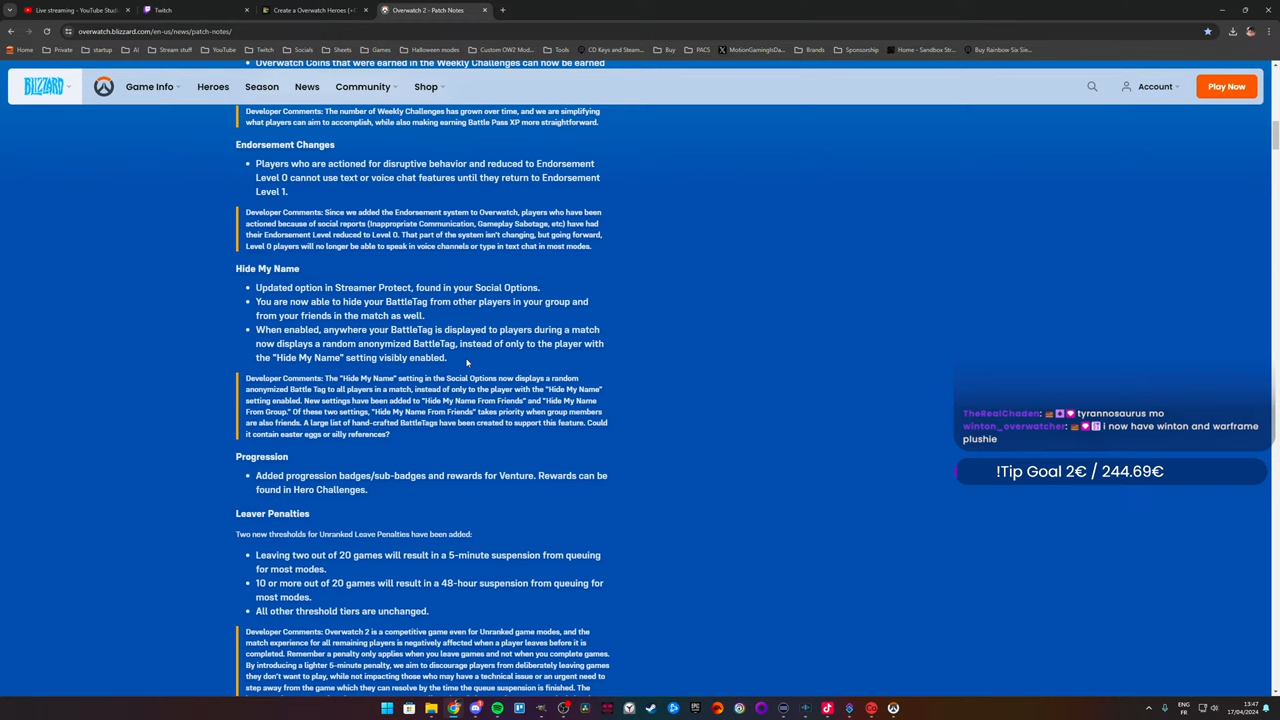 Live streaming - YouTube Stud
Twitch
Create a Overwatch Heroes (+
Overwatch 2 - Patch Notes
overwatch.blizzard.com/en-us/news/patch-notes/
Home Private startup AI Stream stuff Youtube Twitch Socials Sheets Games Halloween modes Custom OW2 Mod... Tools CD Keys and Steam... Buy PACS MotionGamingIsDa... Brands Sponsorship Home - Sandbox Str... Buy Rainbow Six Sie...
Overwatch Coins that were earned in the Weekly Challenges can now be earned
BLIZZARD Game Info Heroes Season News Community Shop Account Play Now
Developer Comments: The number of Weekly Challenges has grown over time, and we are simplifying
what players can aim to accomplish, while also making earning Battle Pass XP more straightforward.
Endorsement Changes
• Players who are actioned for disruptive behavior and reduced to Endorsement
Level 0 cannot use text or voice chat features until they return to Endorsement
Level 1.
Developer Comments: Since we added the Endorsement system to Overwatch, players who have been
actioned because of social reports (Inappropriate Communication, Gameplay Sabotage, etc) have had
their Endorsement Level reduced to Level 0. That part of the system isn't changing, but going forward,
Level 0 players will no longer be able to speak in voice channels or type in text chat in most modes.
Hide My Name
• Updated option in Streamer Protect, found in your Social Options.
• You are now able to hide your BattleTag from other players in your group and
from your friends in the match as well.
• When enabled, anywhere your BattleTag is displayed to players during a match
now displays a random anonymized BattleTag, instead of only to the player with
the "Hide My Name" setting visibly enabled.
Developer Comments: The "Hide My Name" setting in the Social Options now displays a random
anonymized Battle Tag to all players in a match, instead of only to the player with the "Hide My Name"
setting enabled. New settings have been added to "Hide My Name From Friends" and "Hide My Name
From Group." Of these two settings, "Hide My Name From Friends" takes priority when group members
are also friends. A large list of hand-crafted BattleTags have been created to support this feature. Could
it contain easter eggs or silly references?
TheRealChaden: tyrannosaurus mo
winton_overwatcher: i now have winton and warframe
plushie
!Tip Goal 2€ / 244.69€
Progression
• Added progression badges/sub-badges and rewards for Venture. Rewards can be
found in Hero Challenges.
Leaver Penalties
Two new thresholds for Unranked Leave Penalties have been added:
• Leaving two out of 20 games will result in a 5-minute suspension from queuing
for most modes.
• 10 or more out of 20 games will result in a 48-hour suspension from queuing for
most modes.
• All other threshold tiers are unchanged.
Developer Comments: Overwatch 2 is a competitive game even for Unranked game modes, and the
match experience for all remaining players is negatively affected when a player leaves before it is
completed. Remember a penalty only applies when you leave games and not when you complete games.
By introducing a lighter 5-minute penalty, we aim to discourage players from deliberately leaving games
they don't want to play, while not impacting those who may have a technical issue or an urgent need to
step away from the game which they can resolve by the time the queue suspension is finished. The
ENG
FR
13:47
17/04/2024